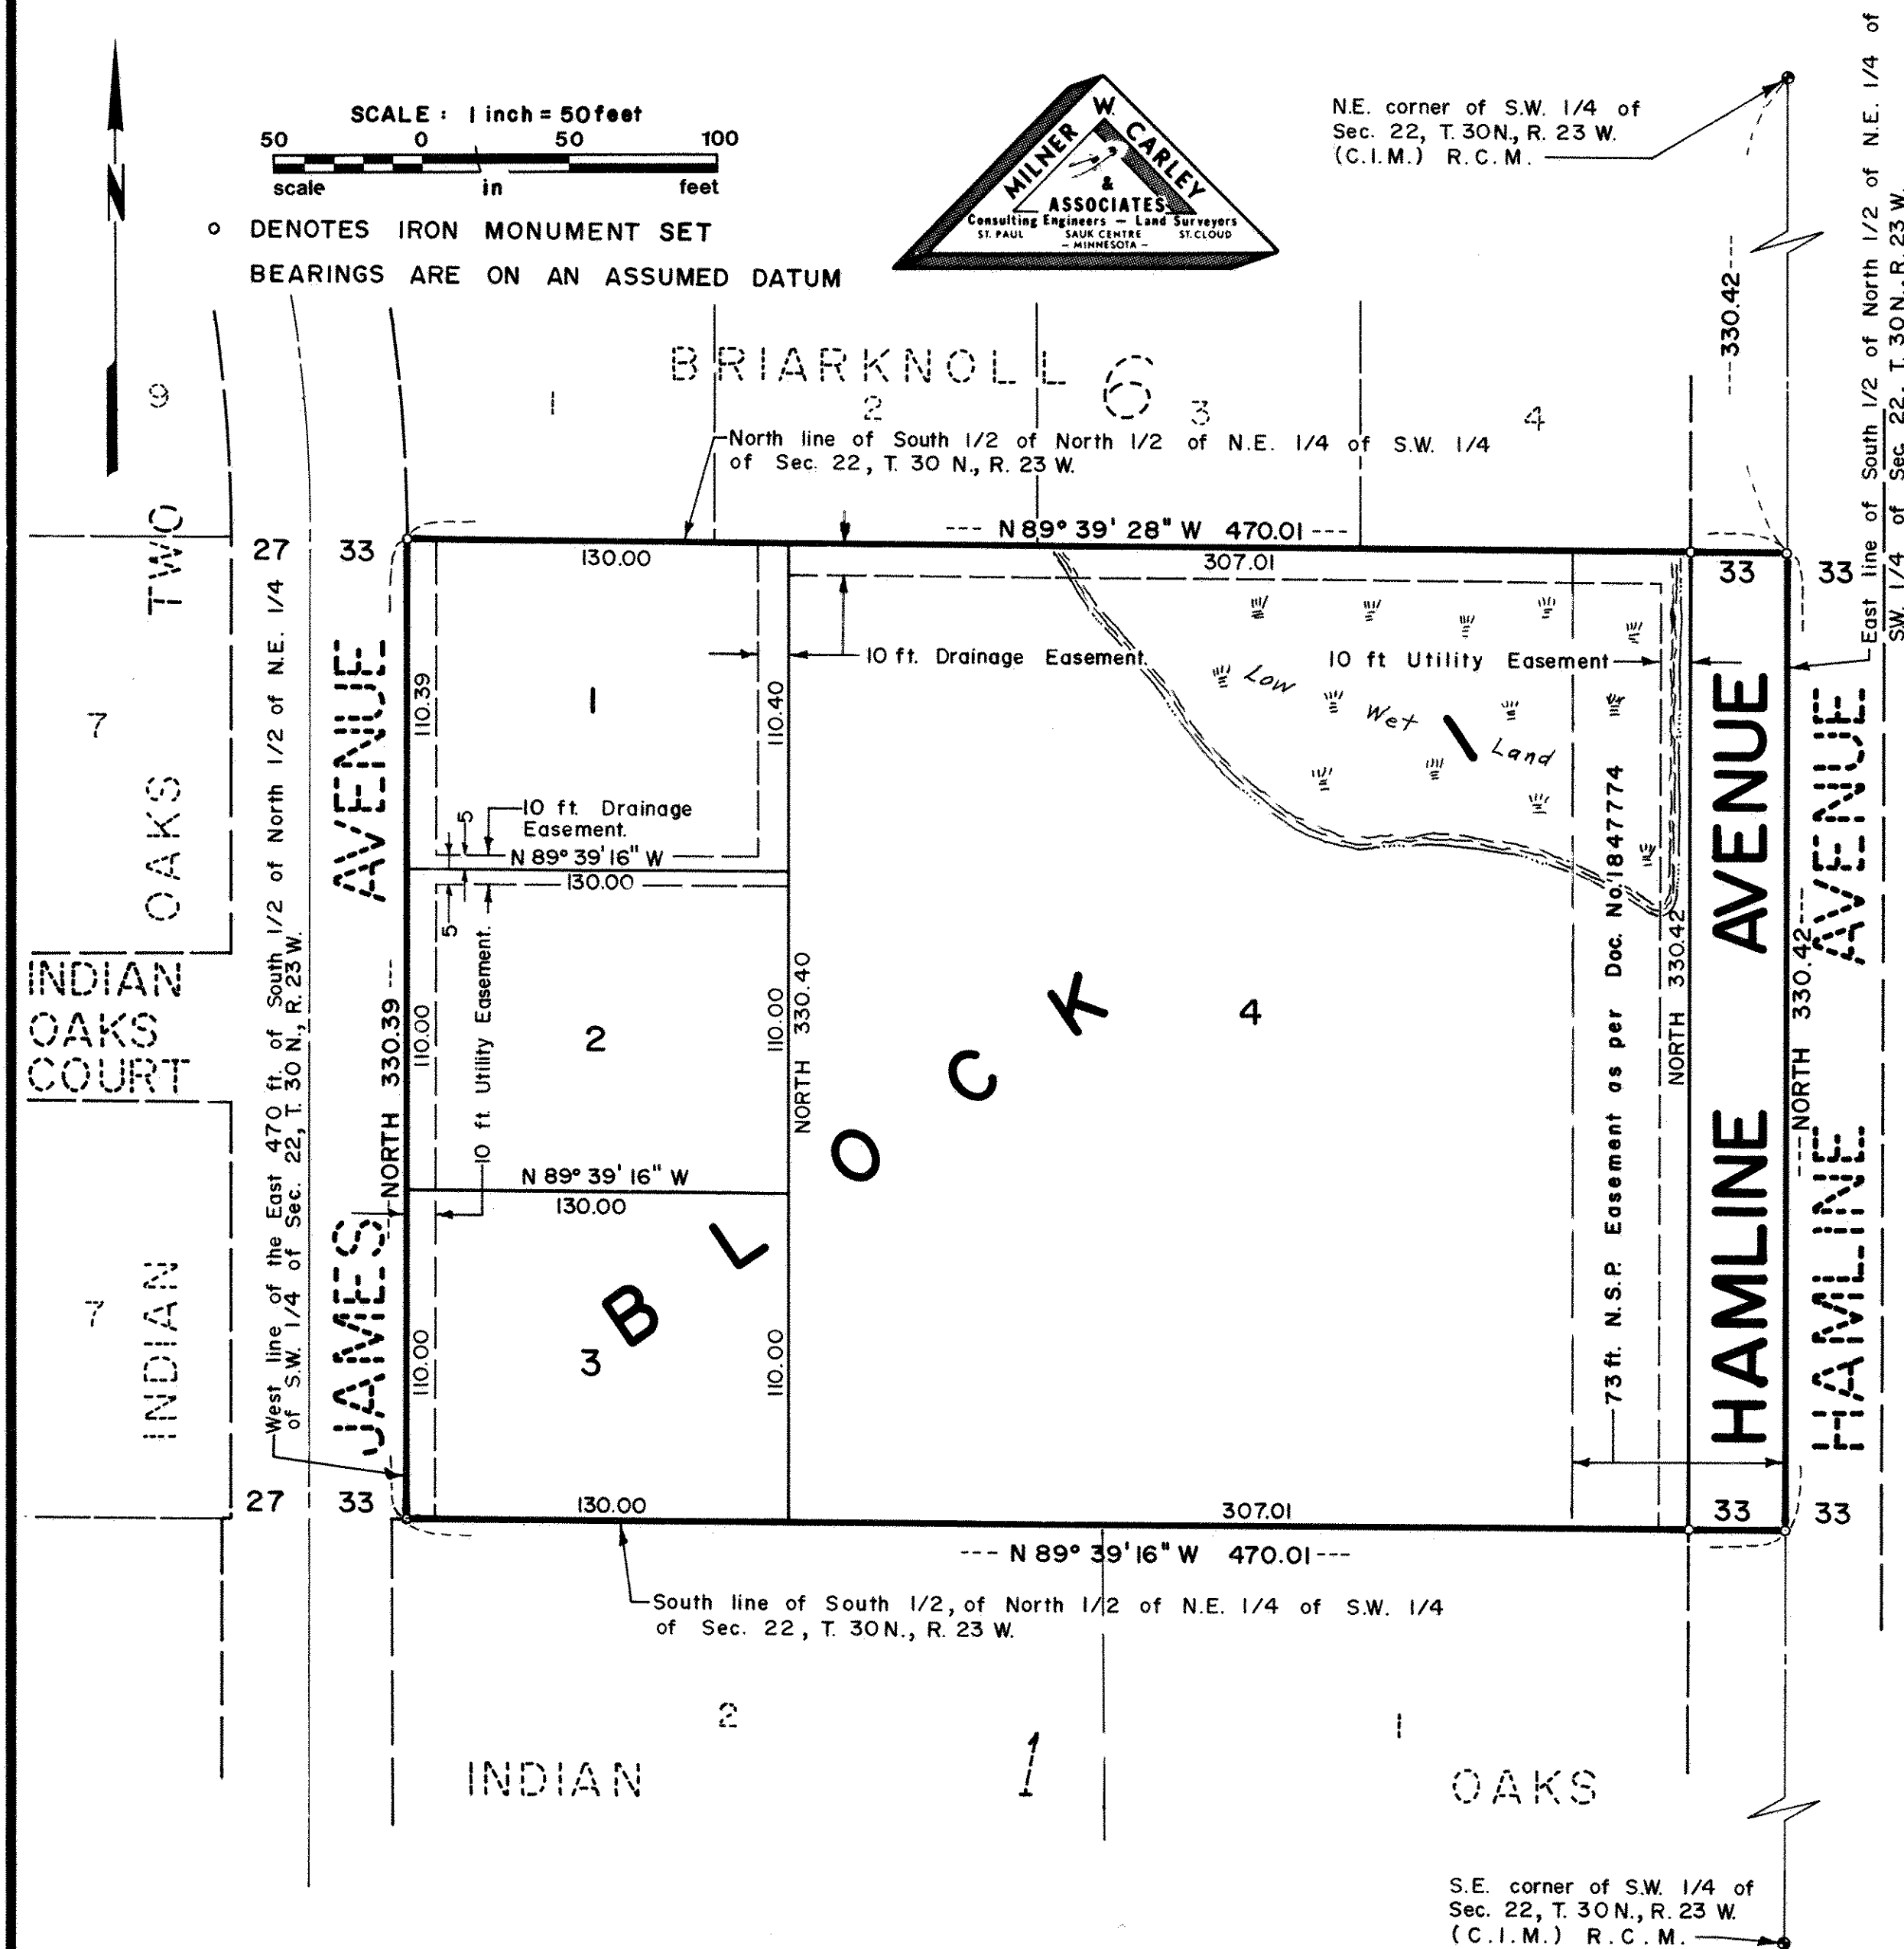 SCALE : 1 inch = 50 feet
50 0 50 100
scale in feet
N
o DENOTES IRON MONUMENT SET
BEARINGS ARE ON AN ASSUMED DATUM
MILNER W. CARLEY
&
ASSOCIATES
Consulting Engineers — Land Surveyors
ST. PAUL SAUK CENTRE ST. CLOUD
- MINNESOTA -
N.E. corner of S.W. 1/4 of
Sec. 22, T. 30 N., R. 23 W.
(C.I.M.) R.C.M.
---330.42---
East line of South 1/2 of North 1/2 of N.E. 1/4 of
S.W. 1/4 of Sec. 22, T. 30 N., R. 23 W.
BRIARKNOLL 6
9
1
2
3
4
North line of South 1/2 of North 1/2 of N.E. 1/4 of S.W. 1/4
of Sec. 22, T. 30 N., R. 23 W.
--- N 89° 39' 28" W 470.01 ---
27 33
130.00
307.01
33 33
INDIAN OAKS TWO
7
7
INDIAN
OAKS
COURT
West line of the East 470 ft. of South 1/2 of North 1/2 of N.E. 1/4
of S.W. 1/4 of Sec. 22, T. 30 N., R. 23 W.
JAMES AVENUE
---NORTH 330.39---
110.39
1
110.40
10 ft. Drainage Easement.
10 ft Utility Easement
Low Wet Land
10 ft. Drainage
Easement.
5
5
N 89° 39' 16" W
130.00
110.00
10 ft. Utility Easement.
2
110.00
NORTH 330.40
N 89° 39' 16" W
130.00
110.00
3
110.00
BLOCK 1
4
73 ft. N.S.P. Easement as per Doc. No. 1847774
NORTH 330.42
HAMLINE AVENUE
---NORTH 330.42---
HAMLINE AVENUE
27 33
130.00
307.01
33 33
--- N 89° 39' 16" W 470.01 ---
South line of South 1/2, of North 1/2 of N.E. 1/4 of S.W. 1/4
of Sec. 22, T. 30 N., R. 23 W.
2
1
1
INDIAN OAKS
S.E. corner of S.W. 1/4 of
Sec. 22, T. 30 N., R. 23 W.
(C.I.M.) R.C.M.